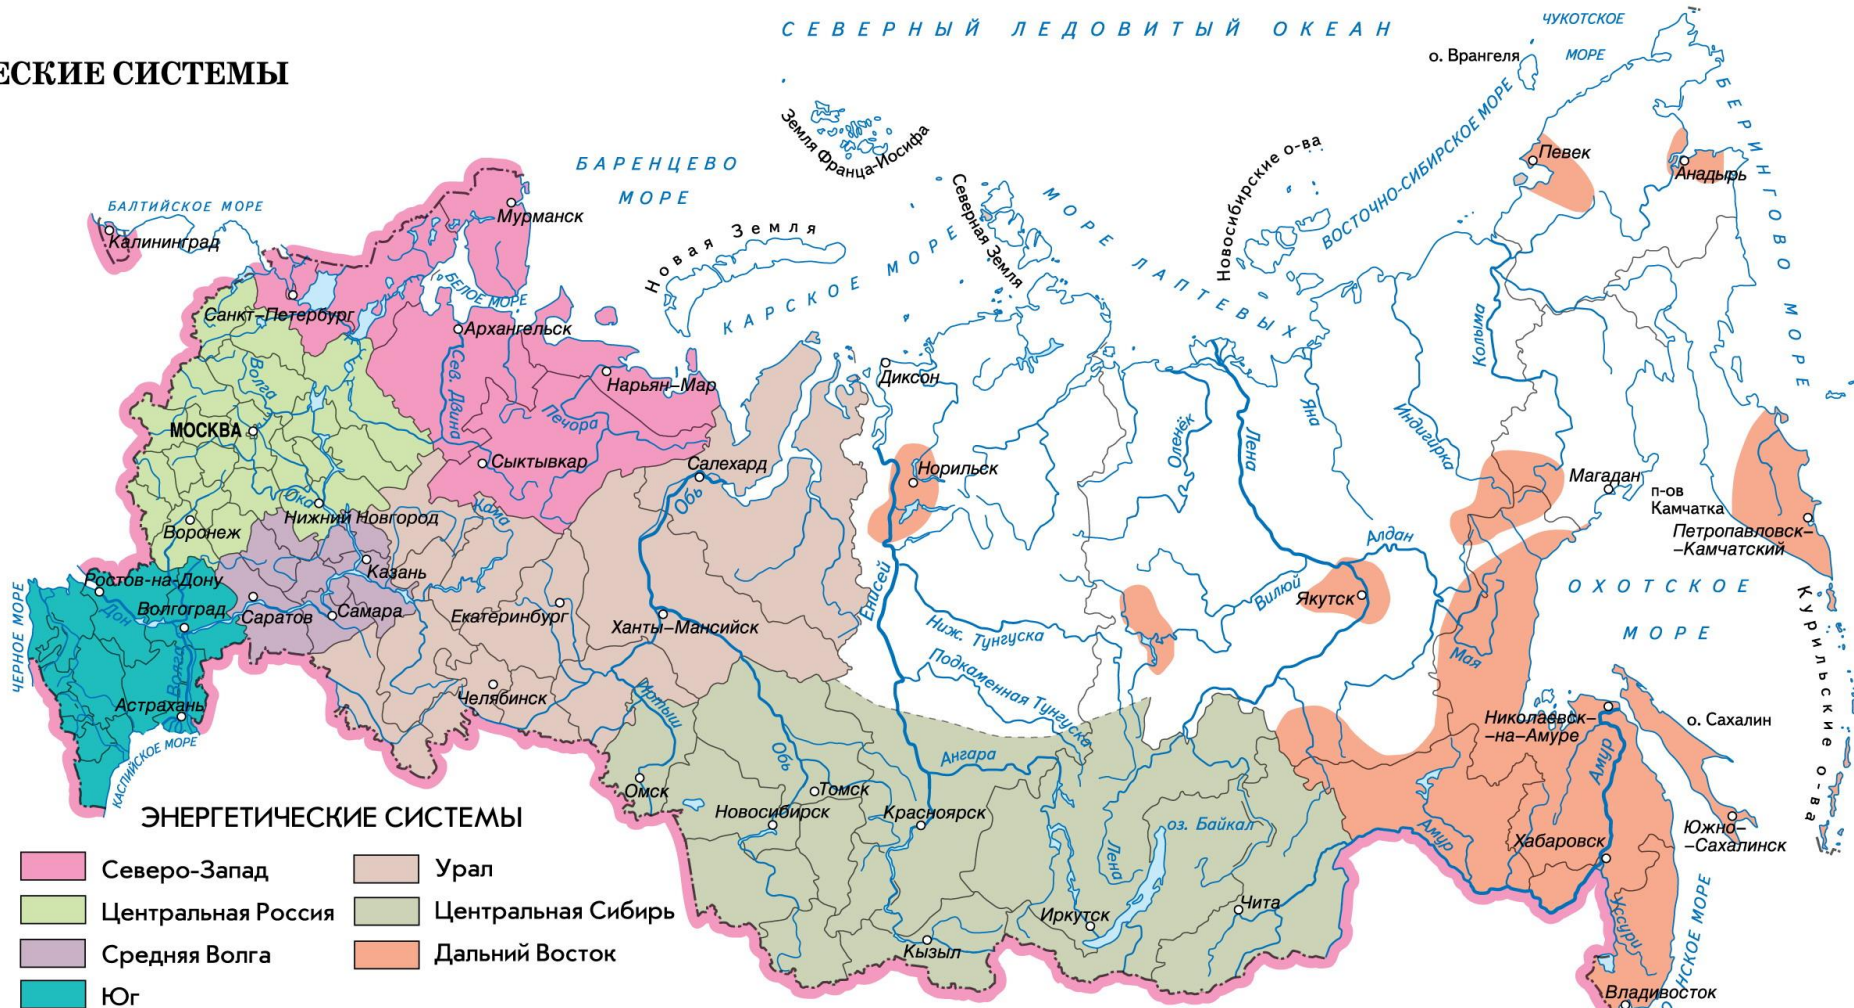 СЕВЕРНЫЙ ЛЕДОВИТЫЙ ОКЕАН
ЧУКОТСКОЕ
МОРЕ
о. Врангеля
ЕСКИЕ СИСТЕМЫ
БЕРИНГОВО МОРЕ
ВОСТОЧНО-СИБИРСКОЕ МОРЕ
Земля Франца-Иосифа
БАРЕНЦЕВО
МОРЕ
Новосибирские о-ва
Певек
Анадырь
Северная Земля
МОРЕ ЛАПТЕВЫХ
БАЛТИЙСКОЕ МОРЕ
Калининград
Мурманск
Новая Земля
КАРСКОЕ МОРЕ
БЕЛОЕ МОРЕ
Санкт-Петербург
Архангельск
Сев. Двина
Нарьян-Мар
Печора
Диксон
Колыма
Волга
МОСКВА
Оленёк
Лена
Яна
Индигирка
Сыктывкар
Салехард
Обь
Норильск
Магадан
п-ов
Камчатка
Петропавловск-
-Камчатский
Ока
Нижний Новгород
Кама
Воронеж
Алдан
Казань
Ростов-на-Дону
Дон
Волгоград
Саратов
Самара
Екатеринбург
Ханты-Мансийск
Енисей
Ниж. Тунгуска
Подкаменная Тунгуска
Вилюй
Якутск
ОХОТСКОЕ
МОРЕ
Курильские о-ва
Мая
ЧЕРНОЕ МОРЕ
Волга
Астрахань
КАСПИЙСКОЕ МОРЕ
Челябинск
Иртыш
Обь
Ангара
Николаевск-
-на-Амуре
о. Сахалин
Амур
Омск
Томск
Новосибирск
Красноярск
оз. Байкал
Лена
Амур
Хабаровск
Южно-
-Сахалинск
Иркутск
Чита
Кызыл
Уссури
НСКОЕ МОРЕ
Владивосток
ЭНЕРГЕТИЧЕСКИЕ СИСТЕМЫ
Северо-Запад
Центральная Россия
Средняя Волга
Юг
Урал
Центральная Сибирь
Дальний Восток